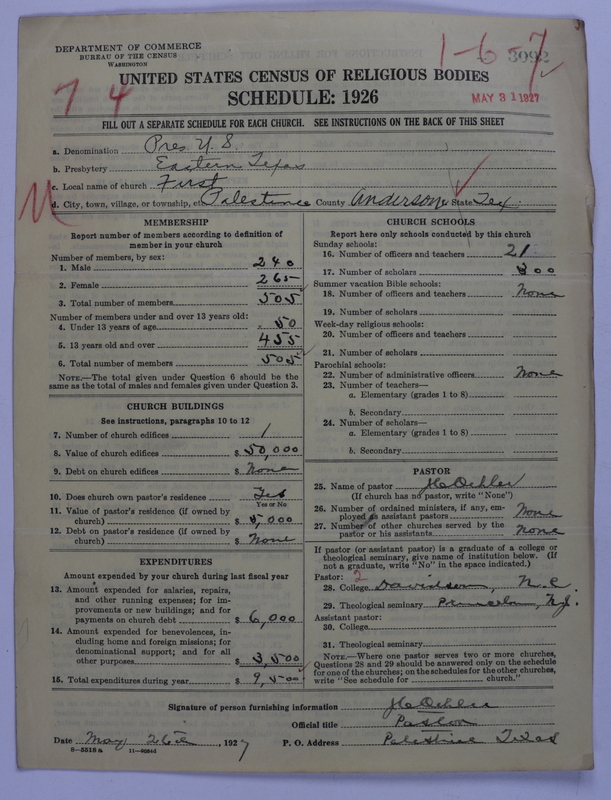 DEPARTMENT OF COMMERCE
BUREAU OF THE CENSUS
WASHINGTON
1-6-7
3092
UNITED STATES CENSUS OF RELIGIOUS BODIES
74
SCHEDULE: 1926
MAY 31 1927
FILL OUT A SEPARATE SCHEDULE FOR EACH CHURCH. SEE INSTRUCTIONS ON THE BACK OF THIS SHEET
a. Denomination Pres. U. S.
b. Presbytery Eastern Texas
c. Local name of church First
d. City, town, village, or township, etc. Palestine County Anderson State Tex.
MEMBERSHIP
Report number of members according to definition of
member in your church
Number of members, by sex:
1. Male 240
2. Female 265
3. Total number of members 505
Number of members under and over 13 years old:
4. Under 13 years of age 50
5. 13 years old and over 455
6. Total number of members 505
NOTE.—The total given under Question 6 should be the
same as the total of males and females given under Question 3.
CHURCH BUILDINGS
See instructions, paragraphs 10 to 12
7. Number of church edifices 1
8. Value of church edifices $ 50,000
9. Debt on church edifices $ None
10. Does church own pastor's residence Yes
Yes or No
11. Value of pastor's residence (if owned by
church) $ 5,000
12. Debt on pastor's residence (if owned by
church) $ None
EXPENDITURES
Amount expended by your church during last fiscal year
13. Amount expended for salaries, repairs,
and other running expenses; for im-
provements or new buildings; and for
payments on church debt $ 6,000
14. Amount expended for benevolences, in-
cluding home and foreign missions; for
denominational support; and for all
other purposes $ 3,500
15. Total expenditures during year $ 9,500
CHURCH SCHOOLS
Report here only schools conducted by this church
Sunday schools:
16. Number of officers and teachers 21
17. Number of scholars 300
Summer vacation Bible schools:
18. Number of officers and teachers None
19. Number of scholars
Week-day religious schools:
20. Number of officers and teachers
21. Number of scholars
Parochial schools:
22. Number of administrative officers None
23. Number of teachers—
a. Elementary (grades 1 to 8)
b. Secondary
24. Number of scholars—
a. Elementary (grades 1 to 8)
b. Secondary
PASTOR
25. Name of pastor J C Oehler
(If church has no pastor, write "None")
26. Number of ordained ministers, if any, em-
ployed as assistant pastors None
27. Number of other churches served by the
pastor or his assistants None
If pastor (or assistant pastor) is a graduate of a college or
theological seminary, give name of institution below. (If
not a graduate, write "No" in the space indicated.)
Pastor: 2
28. College Davidson, N.C.
29. Theological seminary Princeton, N.J.
Assistant pastor:
30. College
31. Theological seminary
NOTE.—Where one pastor serves two or more churches,
Questions 28 and 29 should be answered only on the schedule
for one of the churches; on the schedules for the other churches,
write "See schedule for church."
Signature of person furnishing information J C Oehler
Official title Pastor
Date May 26th, 1927 P. O. Address Palestine Texas